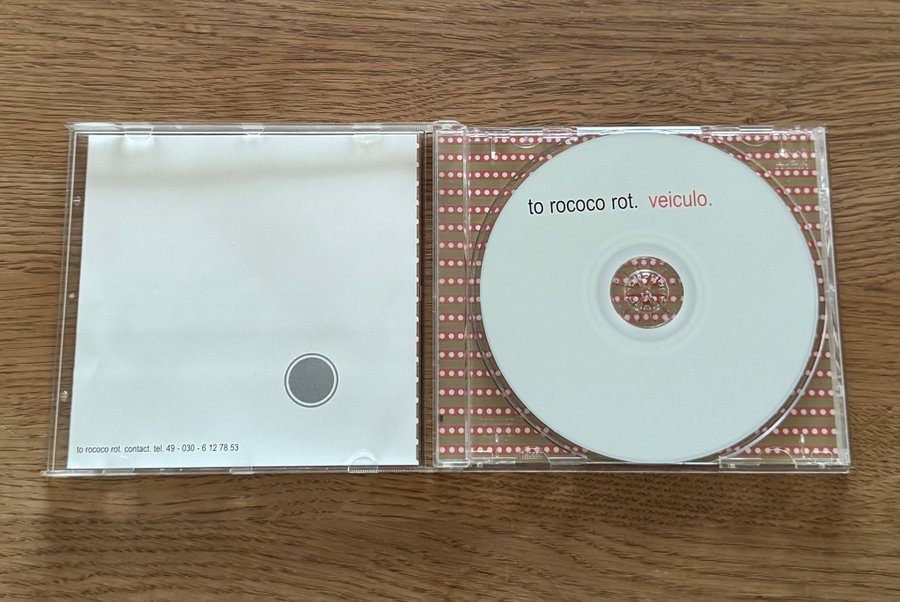 to rococo rot. contact. tel. 49 - 030 - 6 12 78 53
to rococo rot. veiculo.